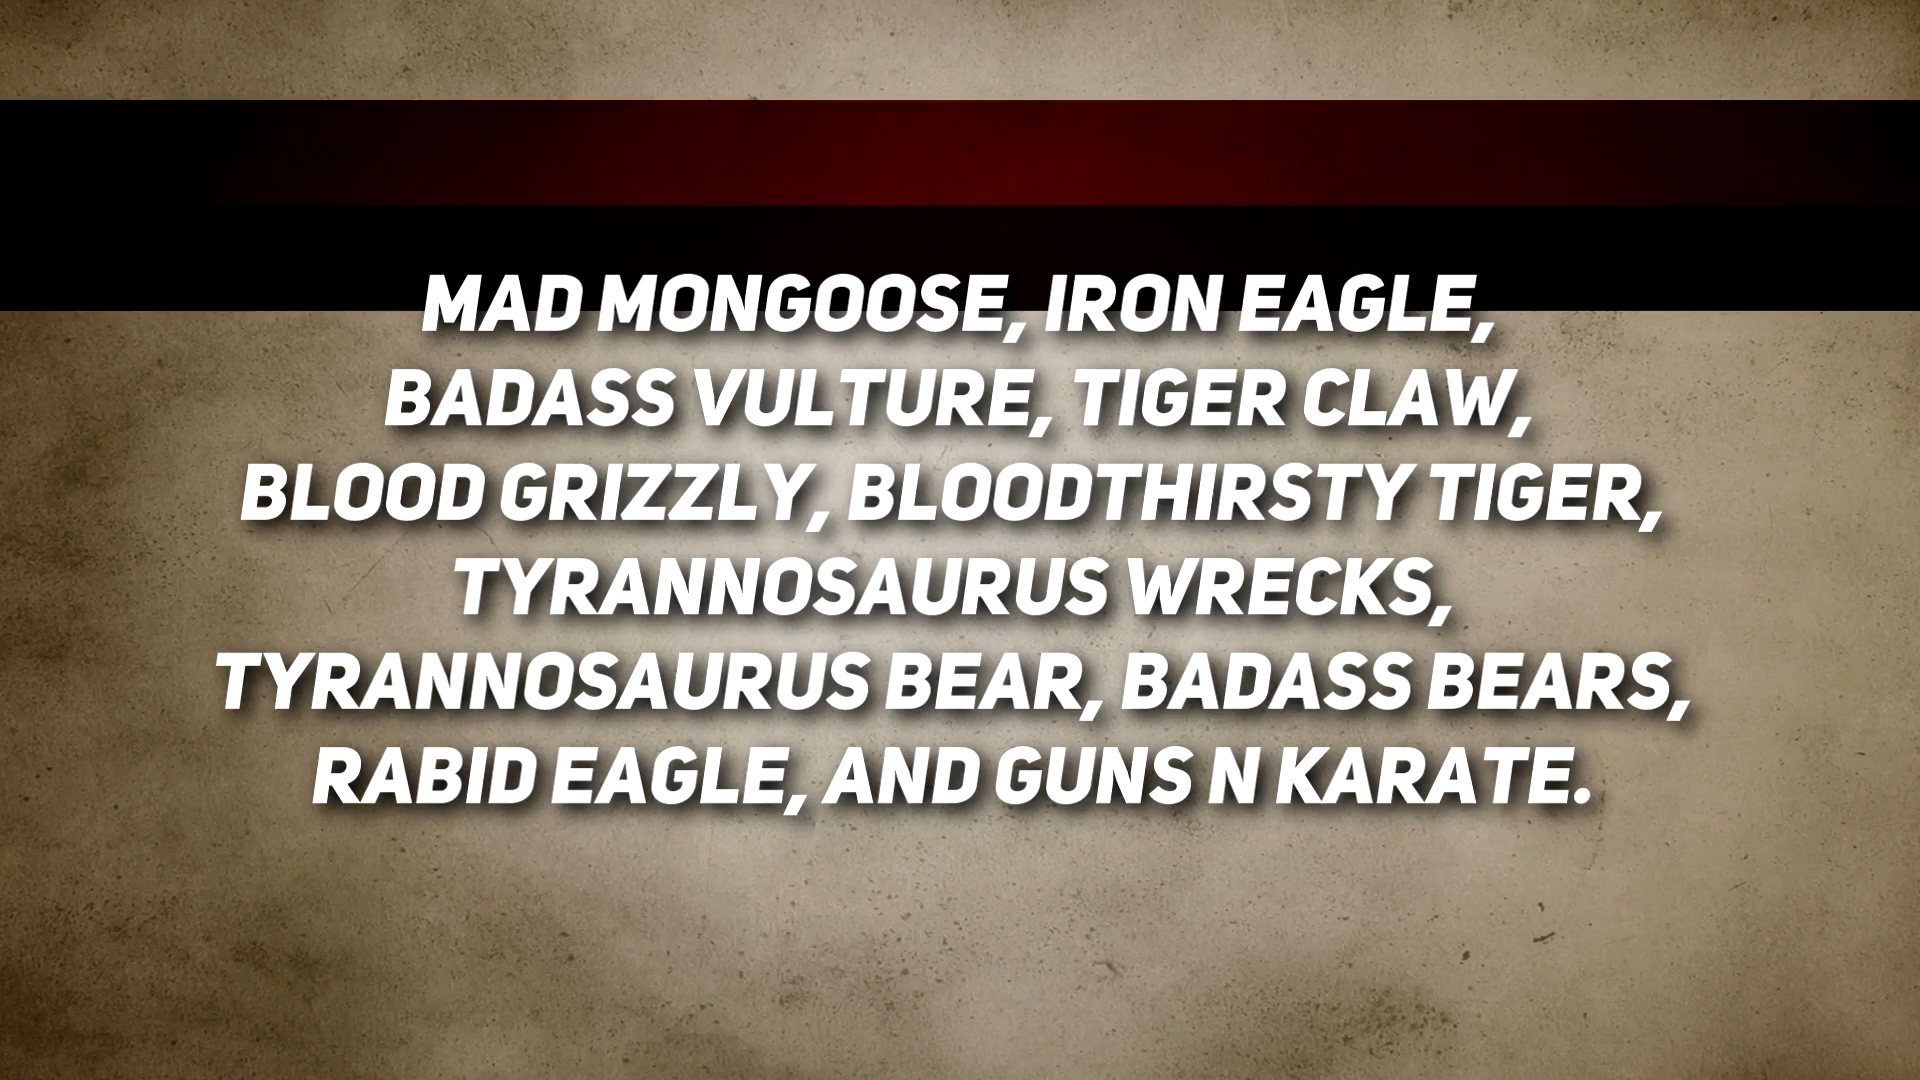 MAD MONGOOSE, IRON EAGLE,
BADASS VULTURE, TIGER CLAW,
BLOOD GRIZZLY, BLOODTHIRSTY TIGER,
TYRANNOSAURUS WRECKS,
TYRANNOSAURUS BEAR, BADASS BEARS,
RABID EAGLE, AND GUNS N KARATE.